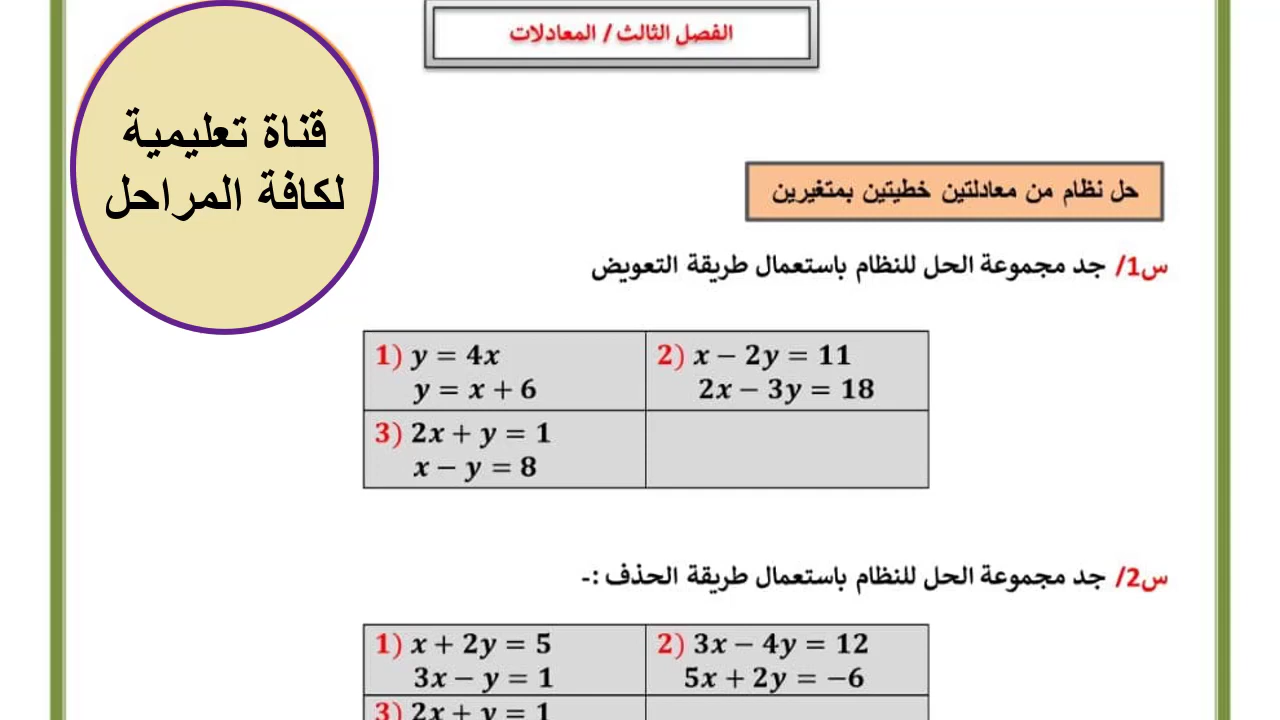 الفصل الثالث / المعادلات
قناة تعليمية
لكافة المراحل
حل نظام من معادلتين خطيتين بمتغيرين
س1/ جد مجموعة الحل للنظام باستعمال طريقة التعويض
1) y = 4x
y = x + 6
2) x − 2y = 11
2x − 3y = 18
3) 2x + y = 1
x − y = 8
س2/ جد مجموعة الحل للنظام باستعمال طريقة الحذف :-
1) x + 2y = 5
3x − y = 1
2) 3x − 4y = 12
5x + 2y = −6
3) 2x + y = 1